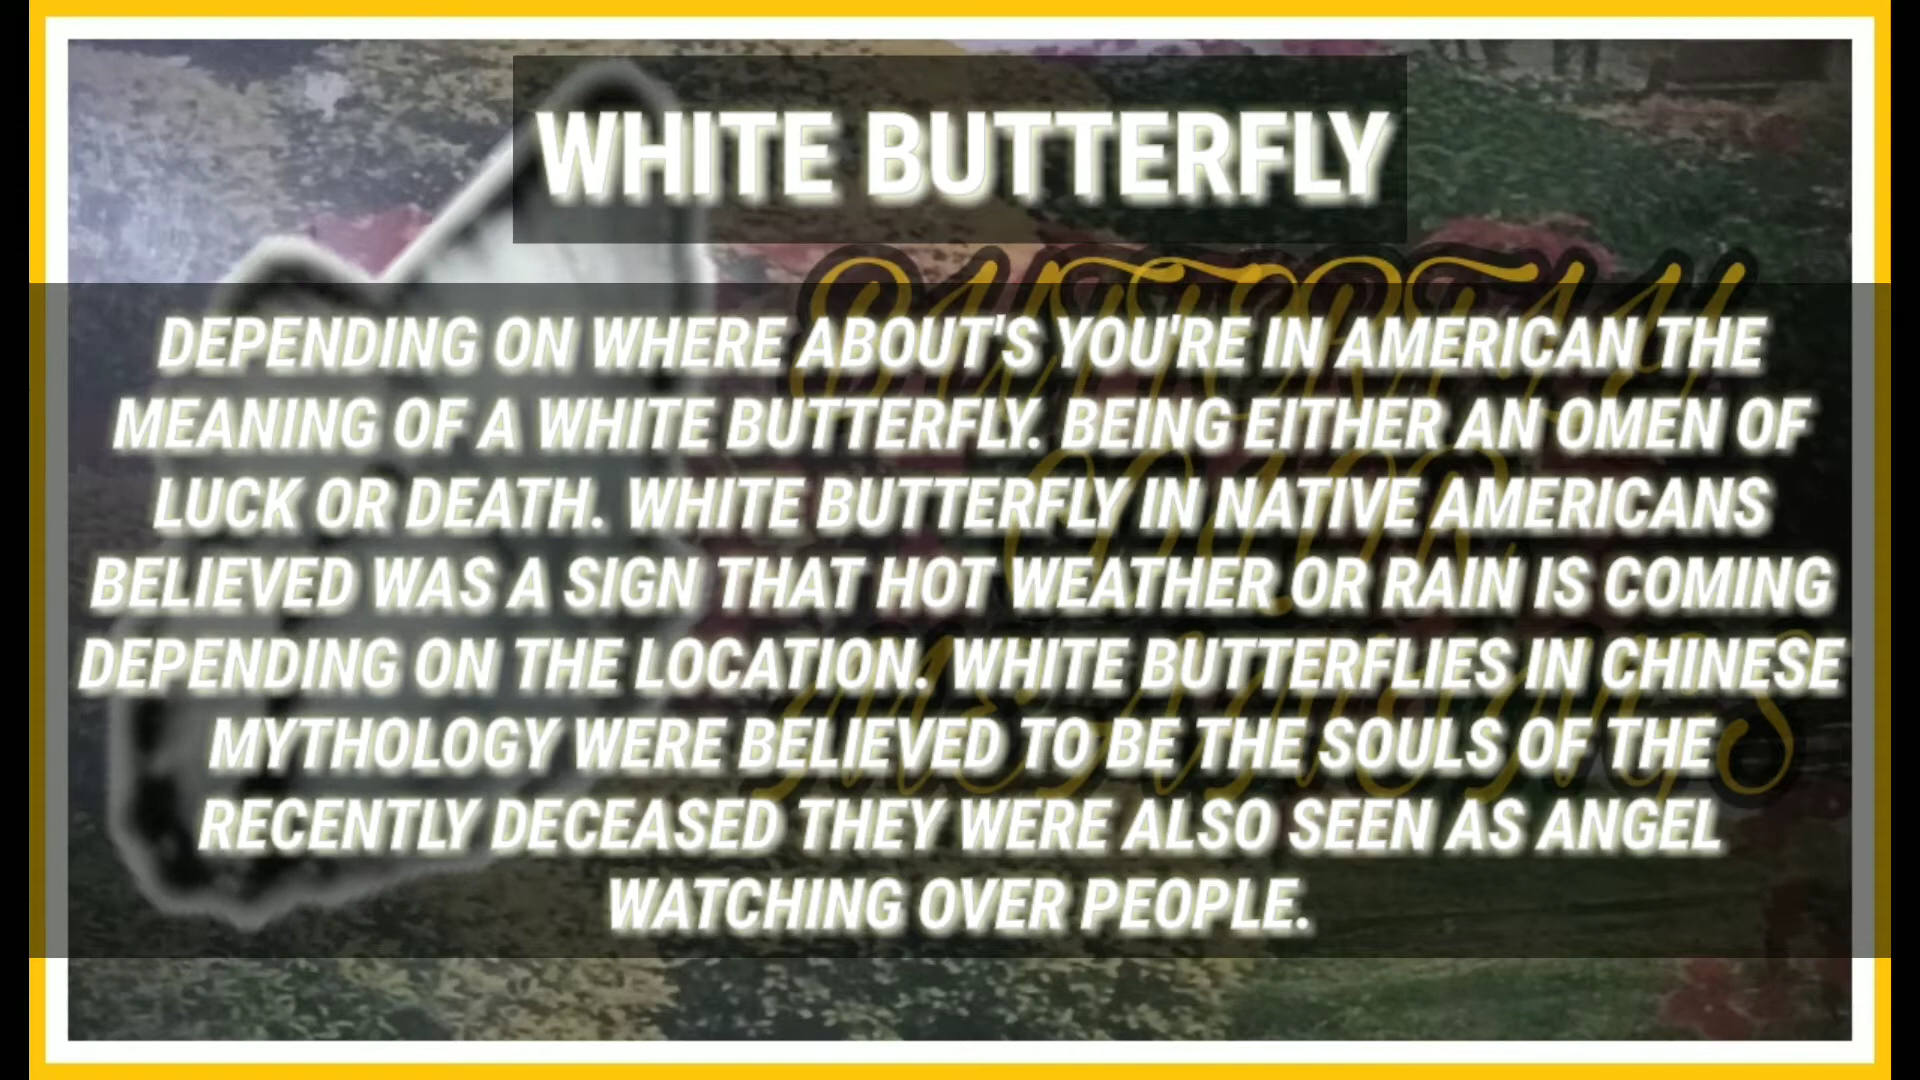 WHITE BUTTERFLY
DEPENDING ON WHERE ABOUT'S YOU'RE IN AMERICAN THE
MEANING OF A WHITE BUTTERFLY. BEING EITHER AN OMEN OF
LUCK OR DEATH. WHITE BUTTERFLY IN NATIVE AMERICANS
BELIEVED WAS A SIGN THAT HOT WEATHER OR RAIN IS COMING
DEPENDING ON THE LOCATION. WHITE BUTTERFLIES IN CHINESE
MYTHOLOGY WERE BELIEVED TO BE THE SOULS OF THE
RECENTLY DECEASED THEY WERE ALSO SEEN AS ANGEL
WATCHING OVER PEOPLE.
BUTTERFLY
COLOR
MEANINGS